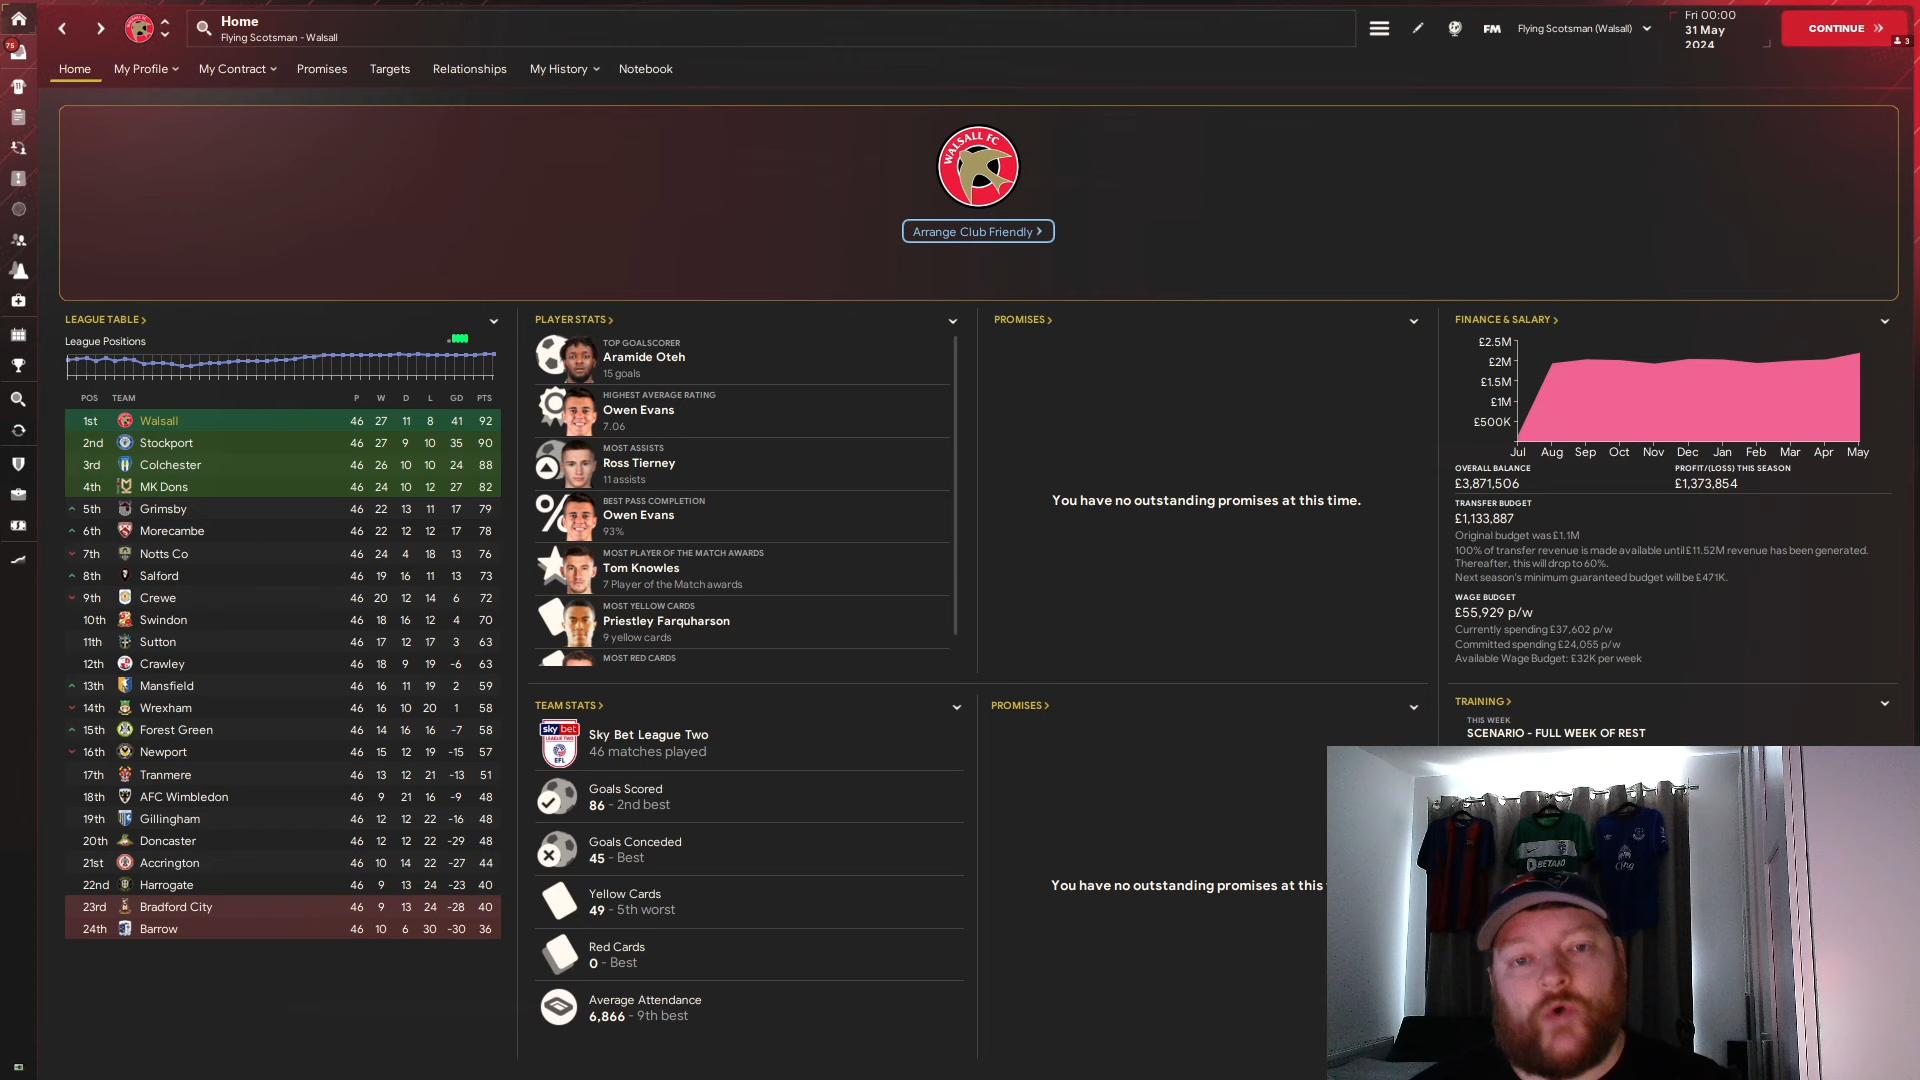 Home
Flying Scotsman - Walsall
FM
Flying Scotsman (Walsall)
Fri 00:00
31 May
2024
CONTINUE
3
75
Home
My Profile
My Contract
Promises
Targets
Relationships
My History
Notebook
WALSALL FC
Arrange Club Friendly
LEAGUE TABLE
League Positions
POS TEAM P W D L GD PTS
1st Walsall 46 27 11 8 41 92
2nd Stockport 46 27 9 10 35 90
3rd Colchester 46 26 10 10 24 88
4th MK Dons 46 24 10 12 27 82
5th Grimsby 46 22 13 11 17 79
6th Morecambe 46 22 12 12 17 78
7th Notts Co 46 24 4 18 13 76
8th Salford 46 19 16 11 13 73
9th Crewe 46 20 12 14 6 72
10th Swindon 46 18 16 12 4 70
11th Sutton 46 17 12 17 3 63
12th Crawley 46 18 9 19 -6 63
13th Mansfield 46 16 11 19 2 59
14th Wrexham 46 16 10 20 1 58
15th Forest Green 46 14 16 16 -7 58
16th Newport 46 15 12 19 -15 57
17th Tranmere 46 13 12 21 -13 51
18th AFC Wimbledon 46 9 21 16 -9 48
19th Gillingham 46 12 12 22 -16 48
20th Doncaster 46 12 12 22 -29 48
21st Accrington 46 10 14 22 -27 44
22nd Harrogate 46 9 13 24 -23 40
23rd Bradford City 46 9 13 24 -28 40
24th Barrow 46 10 6 30 -30 36
PLAYER STATS
TOP GOALSCORER
Aramide Oteh
15 goals
HIGHEST AVERAGE RATING
Owen Evans
7.06
MOST ASSISTS
Ross Tierney
11 assists
BEST PASS COMPLETION
Owen Evans
93%
MOST PLAYER OF THE MATCH AWARDS
Tom Knowles
7 Player of the Match awards
MOST YELLOW CARDS
Priestley Farquharson
9 yellow cards
MOST RED CARDS
TEAM STATS
sky bet
LEAGUE TWO
EFL
Sky Bet League Two
46 matches played
Goals Scored
86 - 2nd best
Goals Conceded
45 - Best
Yellow Cards
49 - 5th worst
Red Cards
0 - Best
Average Attendance
6,866 - 9th best
PROMISES
You have no outstanding promises at this time.
PROMISES
You have no outstanding promises at this
FINANCE & SALARY
£2.5M
£2M
£1.5M
£1M
£500K
Jul Aug Sep Oct Nov Dec Jan Feb Mar Apr May
OVERALL BALANCE
£3,871,506
PROFIT/(LOSS) THIS SEASON
£1,373,854
TRANSFER BUDGET
£1,133,887
Original budget was £1.1M
100% of transfer revenue is made available until £11.52M revenue has been generated.
Thereafter, this will drop to 60%.
Next season's minimum guaranteed budget will be £471K.
WAGE BUDGET
£55,929 p/w
Currently spending £37,602 p/w
Committed spending £24,055 p/w
Available Wage Budget: £32K per week
TRAINING
THIS WEEK
SCENARIO - FULL WEEK OF REST
BETANO